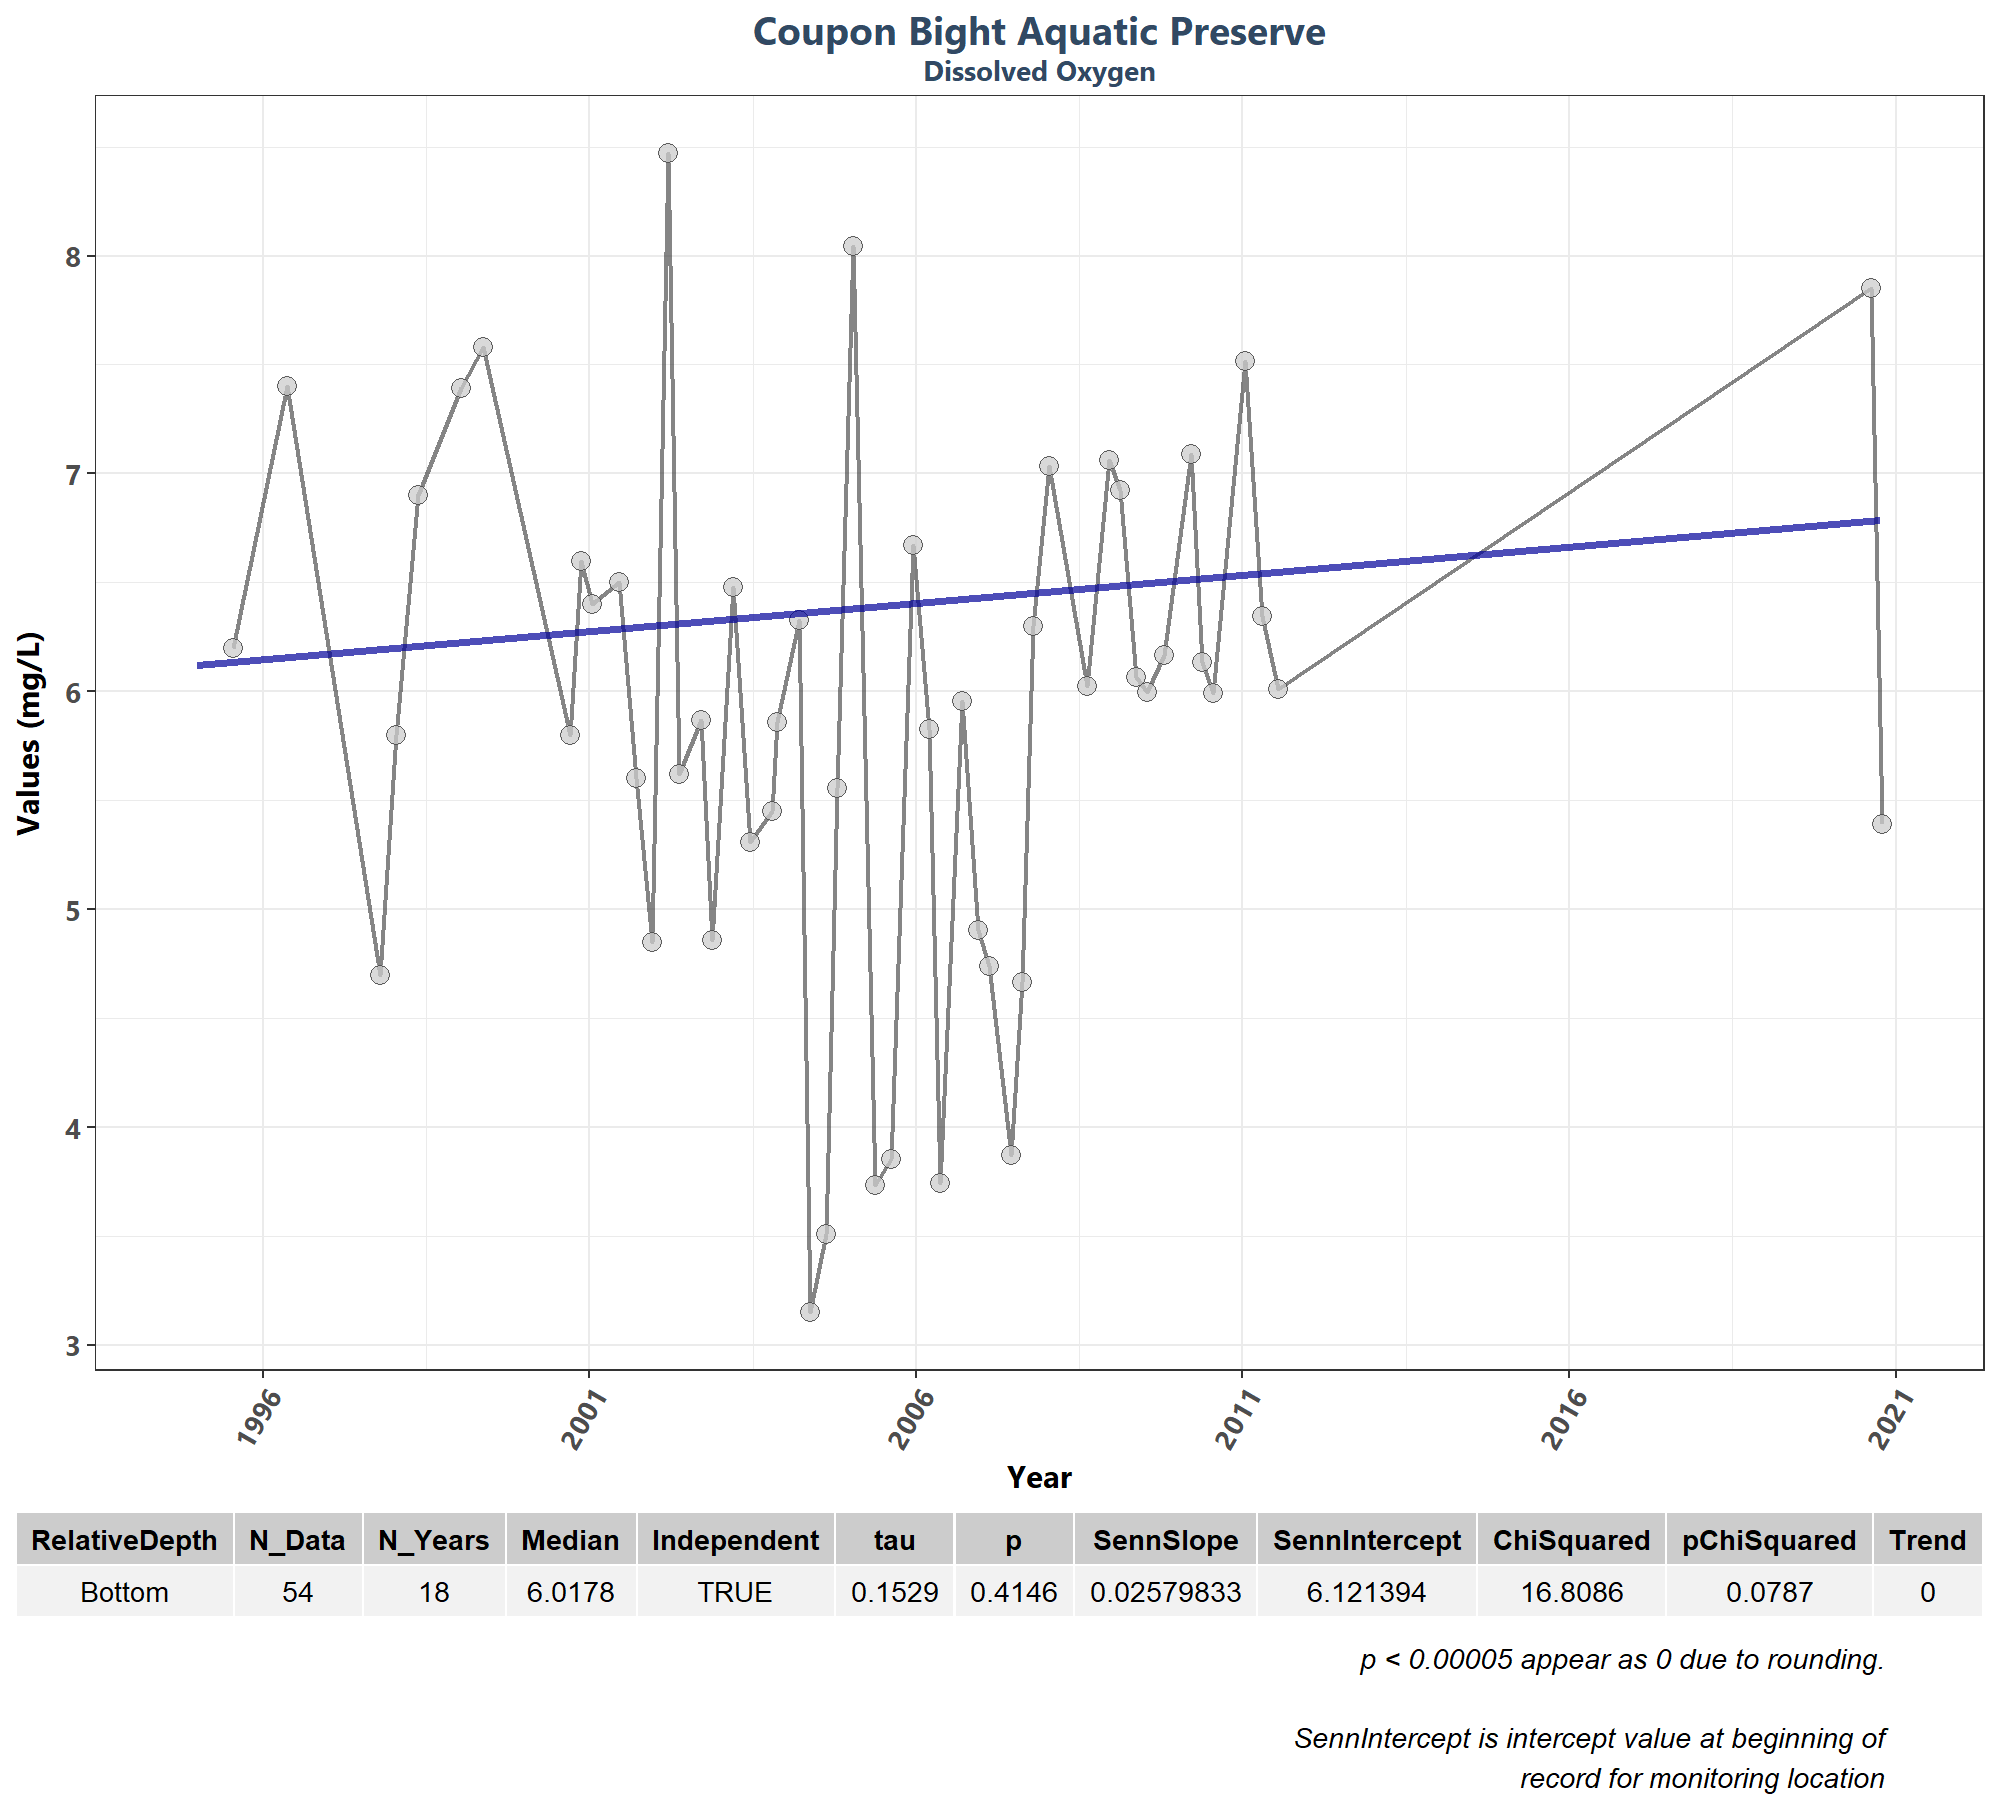 Coupon Bight Aquatic Preserve
Dissolved Oxygen
Values (mg/L)
8
7
6
5
4
3
1996 2001 2006 2011 2016 2021
Year
RelativeDepth N_Data N_Years Median Independent tau p SennSlope SennIntercept ChiSquared pChiSquared Trend
Bottom 54 18 6.0178 TRUE 0.1529 0.4146 0.02579833 6.121394 16.8086 0.0787 0
p < 0.00005 appear as 0 due to rounding.
SennIntercept is intercept value at beginning of
record for monitoring location